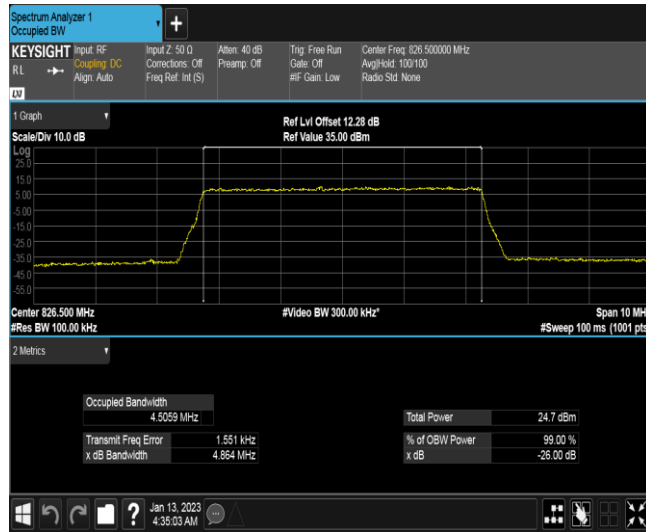 Spectrum Analyzer 1
Occupied BW
+
KEYSIGHT
RL
LXI
Input: RF
Coupling: DC
Align: Auto
Input Z: 50 Ω
Corrections: Off
Freq Ref: Int (S)
Atten: 40 dB
Preamp: Off
Trig: Free Run
Gate: Off
#IF Gain: Low
Center Freq: 826.500000 MHz
Avg|Hold: 100/100
Radio Std: None
1 Graph
Scale/Div 10.0 dB
Ref Lvl Offset 12.28 dB
Ref Value 35.00 dBm
Log
25.0
15.0
5.00
-5.00
-15.0
-25.0
-35.0
-45.0
-55.0
Center 826.500 MHz
#Res BW 100.00 kHz
#Video BW 300.00 kHz*
Span 10 MH
#Sweep 100 ms (1001 pts
2 Metrics
Occupied Bandwidth
4.5059 MHz
Transmit Freq Error 1.551 kHz
x dB Bandwidth 4.864 MHz
Total Power 24.7 dBm
% of OBW Power 99.00 %
x dB -26.00 dB
?
Jan 13, 2023
4:35:03 AM